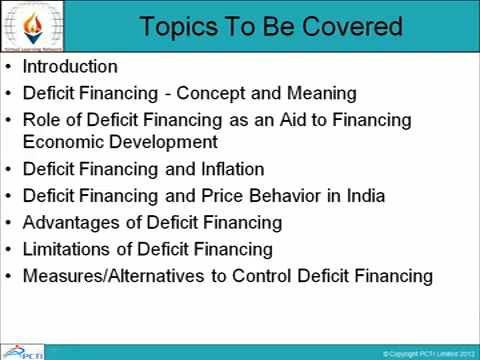 Topics To Be Covered
Virtual Learning Network
• Introduction
• Deficit Financing - Concept and Meaning
• Role of Deficit Financing as an Aid to Financing
Economic Development
• Deficit Financing and Inflation
• Deficit Financing and Price Behavior in India
• Advantages of Deficit Financing
• Limitations of Deficit Financing
• Measures/Alternatives to Control Deficit Financing
PCTI
© Copyright PCTI Limited 2012